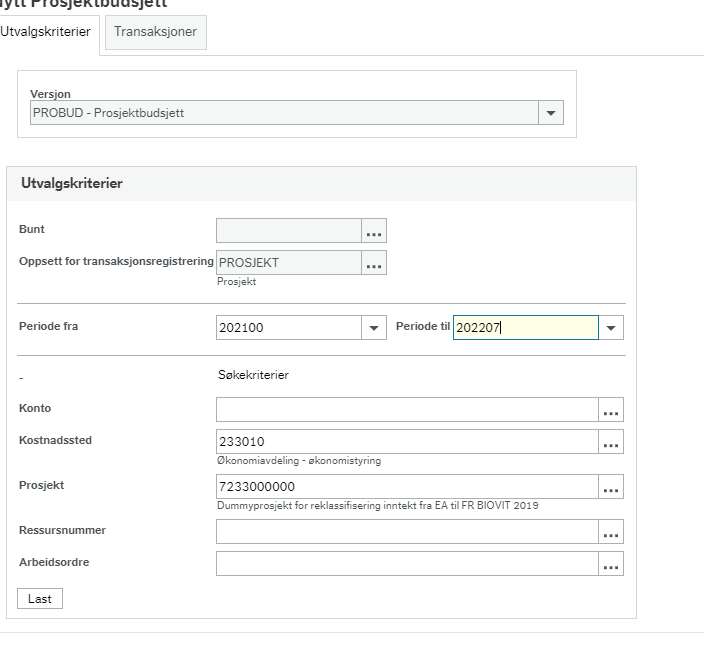 Nytt Prosjektbudsjett
Utvalgskriterier Transaksjoner
Versjon
PROBUD - Prosjektbudsjett
Utvalgskriterier
Bunt ...
Oppsett for transaksjonsregistrering PROSJEKT ...
Prosjekt
Periode fra 202100 Periode til 202207
- Søkekriterier
Konto ...
Kostnadssted 233010 ...
Økonomiavdeling - økonomistyring
Prosjekt 7233000000 ...
Dummyprosjekt for reklassifisering inntekt fra EA til FR BIOVIT 2019
Ressursnummer ...
Arbeidsordre ...
Last